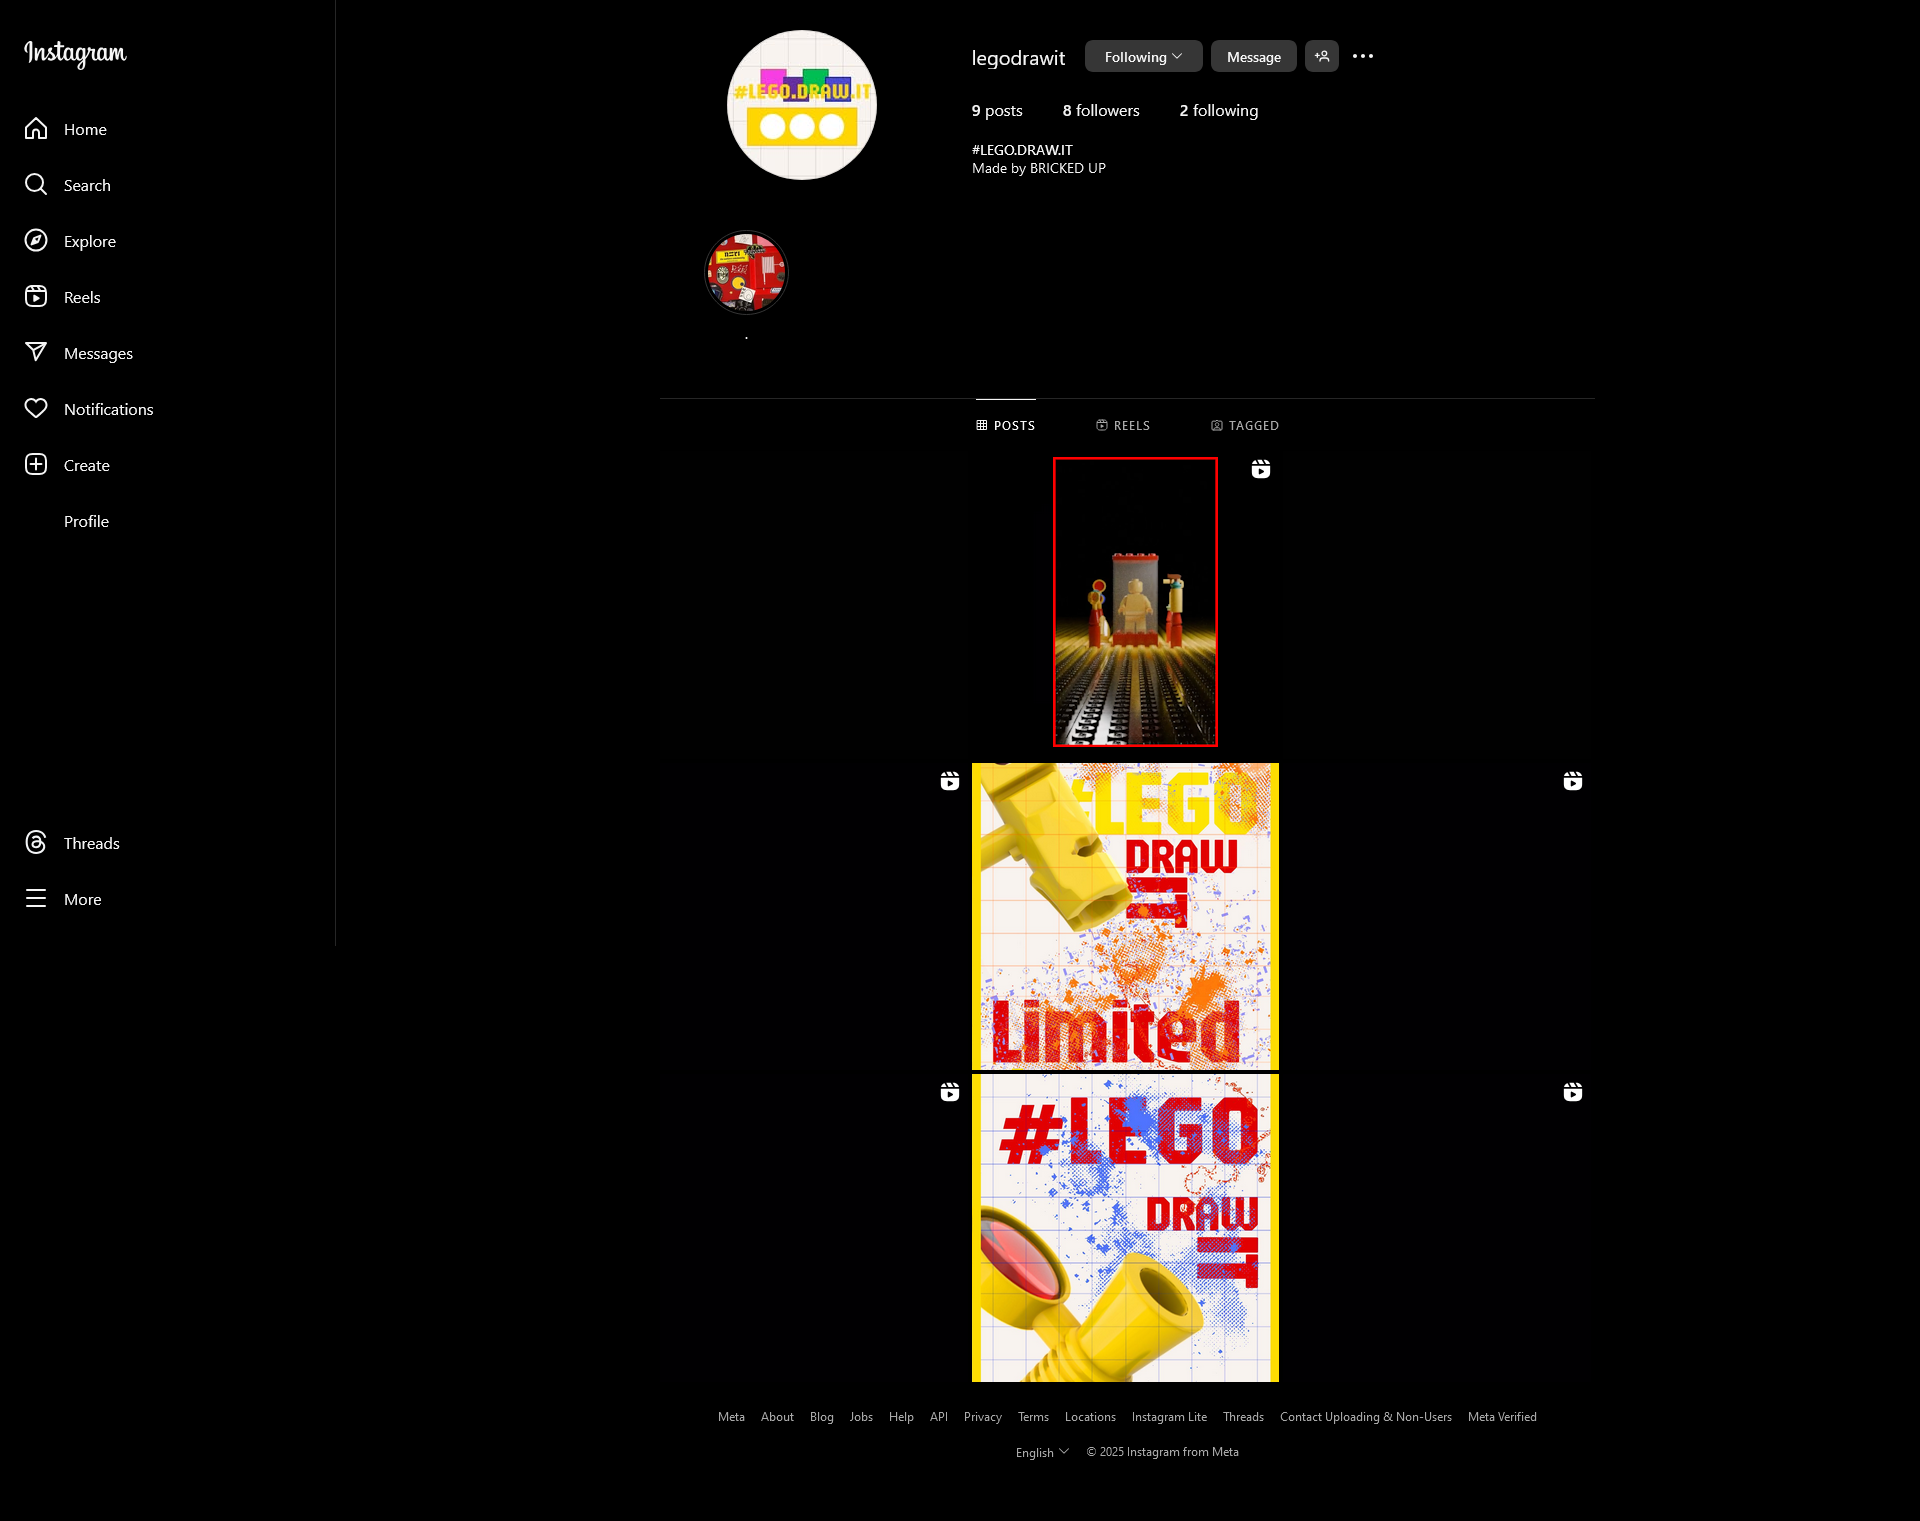 Instagram
Home
Search
Explore
Reels
Messages
Notifications
Create
Profile
Threads
More
#LEGO.DRAW.IT
legodrawit
Following
Message
9 posts
8 followers
2 following
#LEGO.DRAW.IT
Made by BRICKED UP
.
POSTS
REELS
TAGGED
#LEGO
DRAW
IT
Limited
#LEGO
DRAW
IT
Meta
About
Blog
Jobs
Help
API
Privacy
Terms
Locations
Instagram Lite
Threads
Contact Uploading & Non-Users
Meta Verified
English
© 2025 Instagram from Meta